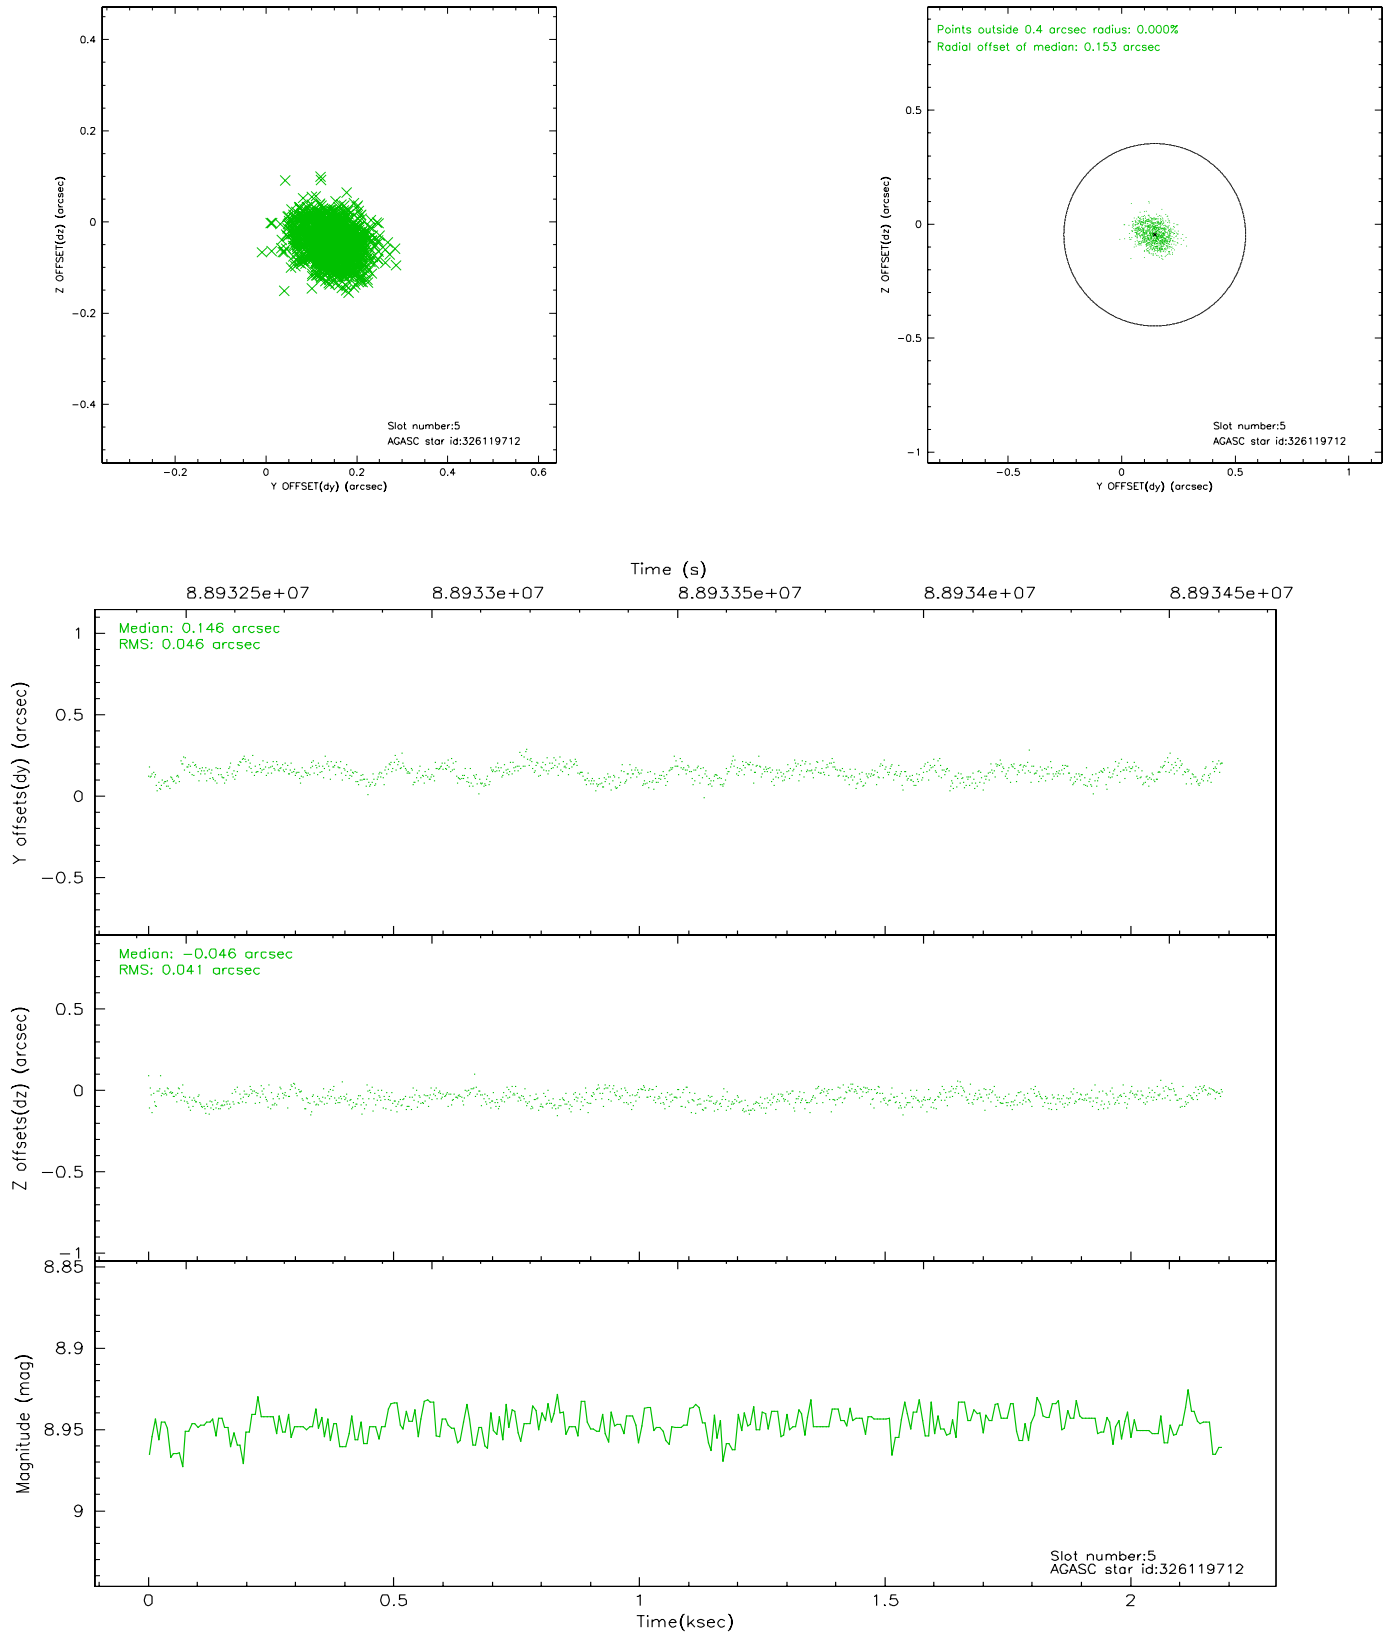 0.4
0.2
0
−0.2
−0.4
Z OFFSET(dz) (arcsec)
Slot number:5
AGASC star id:326119712
−0.2 0 0.2 0.4 0.6
Y OFFSET(dy) (arcsec)
Points outside 0.4 arcsec radius: 0.000%
Radial offset of median: 0.153 arcsec
0.5
0
−0.5
−1
Z OFFSET(dz) (arcsec)
Slot number:5
AGASC star id:326119712
−0.5 0 0.5 1
Y OFFSET(dy) (arcsec)
Time (s)
8.89325e+07 8.8933e+07 8.89335e+07 8.8934e+07 8.89345e+07
Median: 0.146 arcsec
RMS: 0.046 arcsec
1
0.5
0
−0.5
Y offsets(dy) (arcsec)
Median: −0.046 arcsec
RMS: 0.041 arcsec
0.5
0
−0.5
−1
Z offsets(dz) (arcsec)
8.85
8.9
8.95
9
Magnitude (mag)
Slot number:5
AGASC star id:326119712
0 0.5 1 1.5 2
Time(ksec)